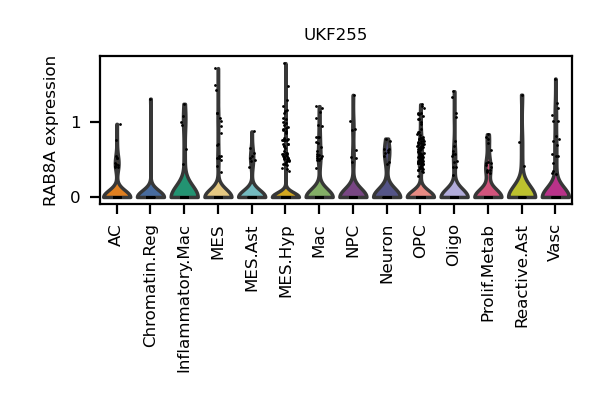 UKF255
RAB8A expression
1
0
AC
Chromatin.Reg
Inflammatory.Mac
MES
MES.Ast
MES.Hyp
Mac
NPC
Neuron
OPC
Oligo
Prolif.Metab
Reactive.Ast
Vasc